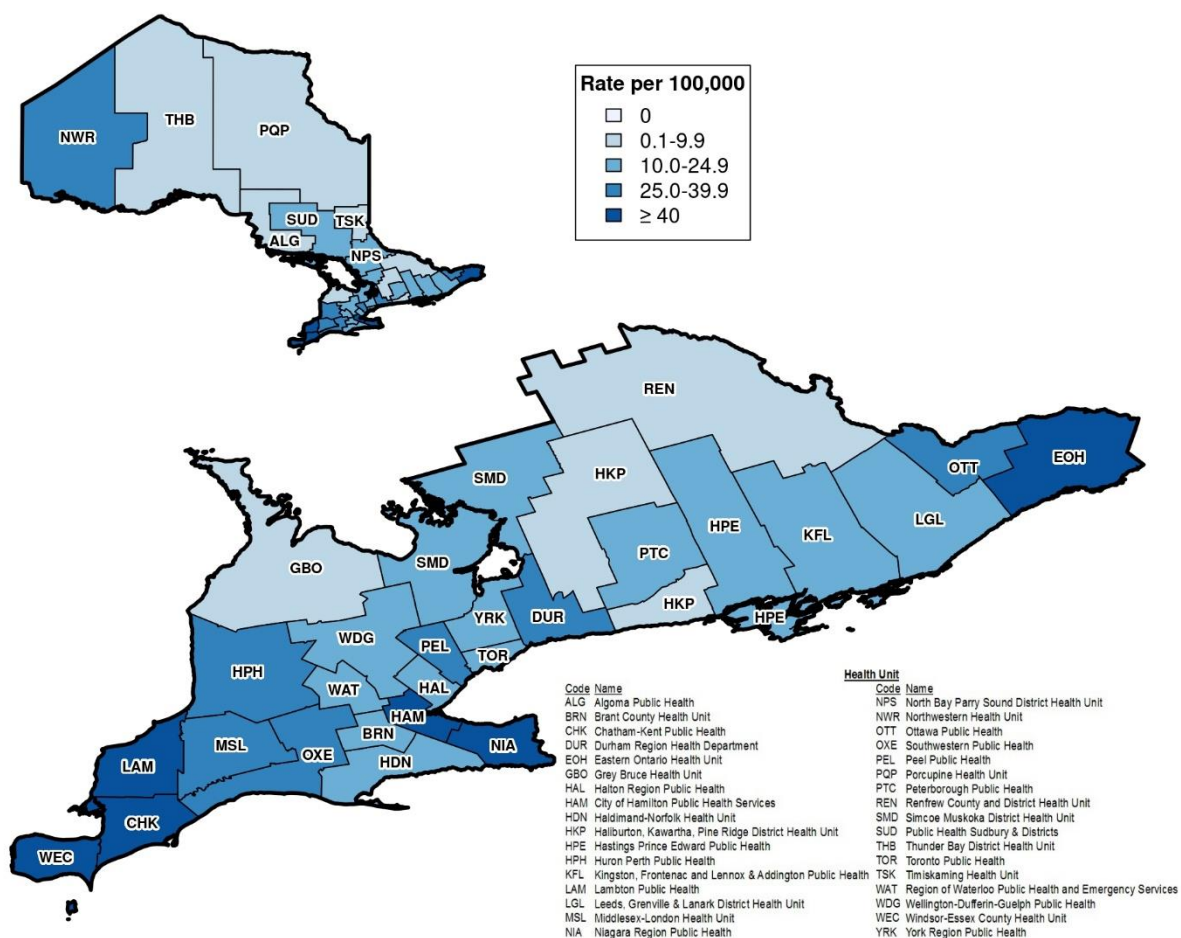 Rate per 100,000
0
0.1-9.9
10.0-24.9
25.0-39.9
≥ 40
NWR
THB
PQP
SUD
TSK
ALG
NPS
REN
SMD
HKP
OTT
EOH
HPE
LGL
KFL
PTC
SMD
GBO
HKP
HPE
YRK
DUR
WDG
PEL
TOR
HPH
WAT
HAL
HAM
BRN
MSL
OXE
NIA
HDN
LAM
CHK
WEC
Health Unit
Code Name
ALG Algoma Public Health
BRN Brant County Health Unit
CHK Chatham-Kent Public Health
DUR Durham Region Health Department
EOH Eastern Ontario Health Unit
GBO Grey Bruce Health Unit
HAL Halton Region Public Health
HAM City of Hamilton Public Health Services
HDN Haldimand-Norfolk Health Unit
HKP Haliburton, Kawartha, Pine Ridge District Health Unit
HPE Hastings Prince Edward Public Health
HPH Huron Perth Public Health
KFL Kingston, Frontenac and Lennox & Addington Public Health
LAM Lambton Public Health
LGL Leeds, Grenville & Lanark District Health Unit
MSL Middlesex-London Health Unit
NIA Niagara Region Public Health
Code Name
NPS North Bay Parry Sound District Health Unit
NWR Northwestern Health Unit
OTT Ottawa Public Health
OXE Southwestern Public Health
PEL Peel Public Health
PQP Porcupine Health Unit
PTC Peterborough Public Health
REN Renfrew County and District Health Unit
SMD Simcoe Muskoka District Health Unit
SUD Public Health Sudbury & Districts
THB Thunder Bay District Health Unit
TOR Toronto Public Health
TSK Timiskaming Health Unit
WAT Region of Waterloo Public Health and Emergency Services
WDG Wellington-Dufferin-Guelph Public Health
WEC Windsor-Essex County Health Unit
YRK York Region Public Health